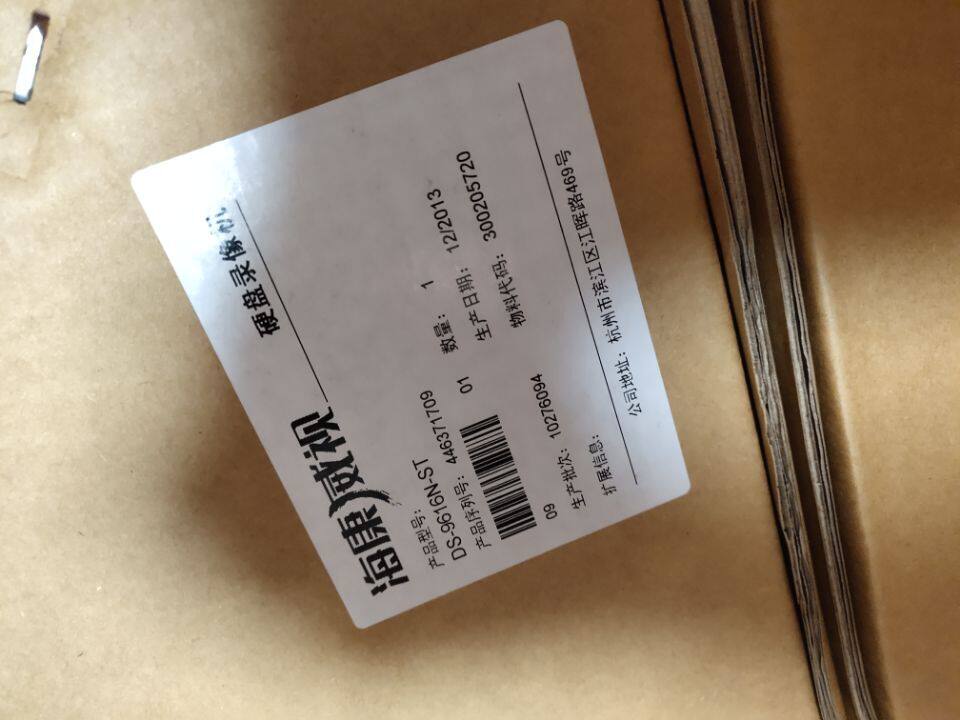 海康威视
硬盘录像机
产品型号：
DS-9616N-ST
产品序列号：446371709
数量： 1
01
生产日期： 12/2013
物料代码： 300205720
09
生产批次： 10276094
扩展信息：
公司地址： 杭州市滨江区江晖路469号